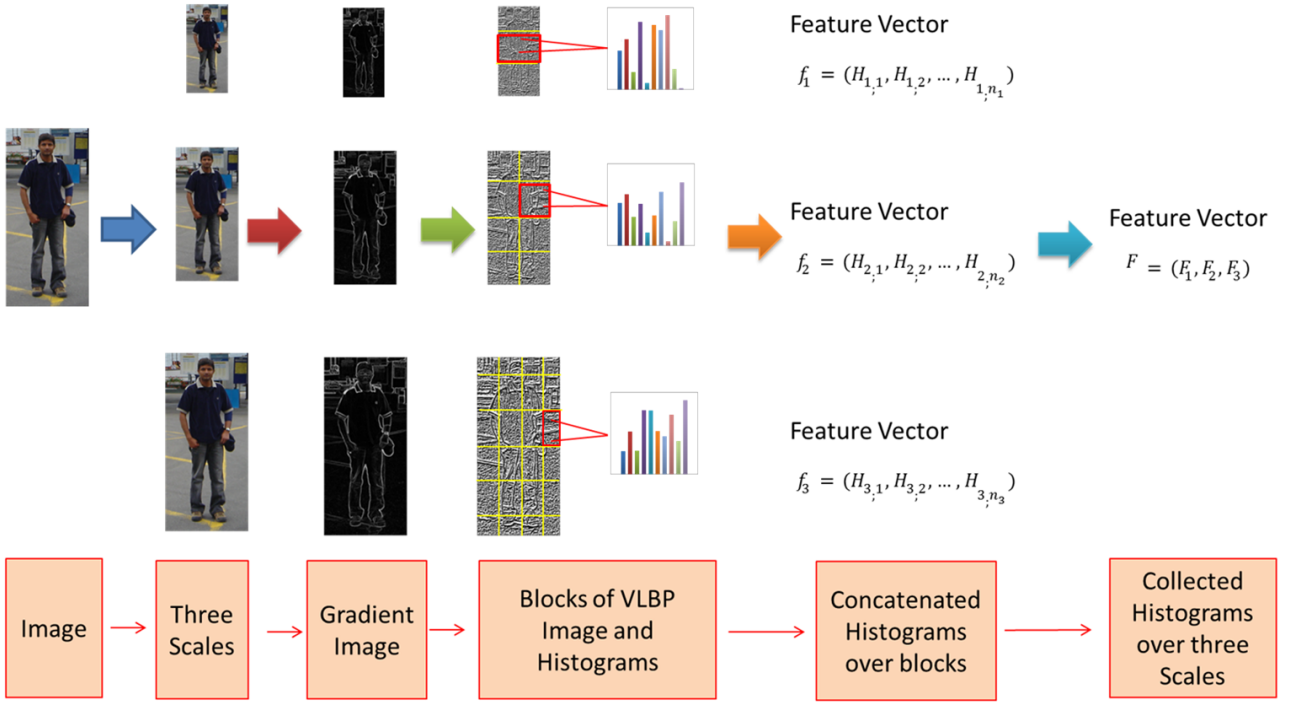 Feature Vector
f₁ = (H₁;₁, H₁;₂, … , H₁;ₙ₁)
Feature Vector
f₂ = (H₂;₁, H₂;₂, … , H₂;ₙ₂)
Feature Vector
F = (F₁, F₂, F₃)
Feature Vector
f₃ = (H₃;₁, H₃;₂, … , H₃;ₙ₃)
Image
Three
Scales
Gradient
Image
Blocks of VLBP
Image and
Histograms
Concatenated
Histograms
over blocks
Collected
Histograms
over three
Scales